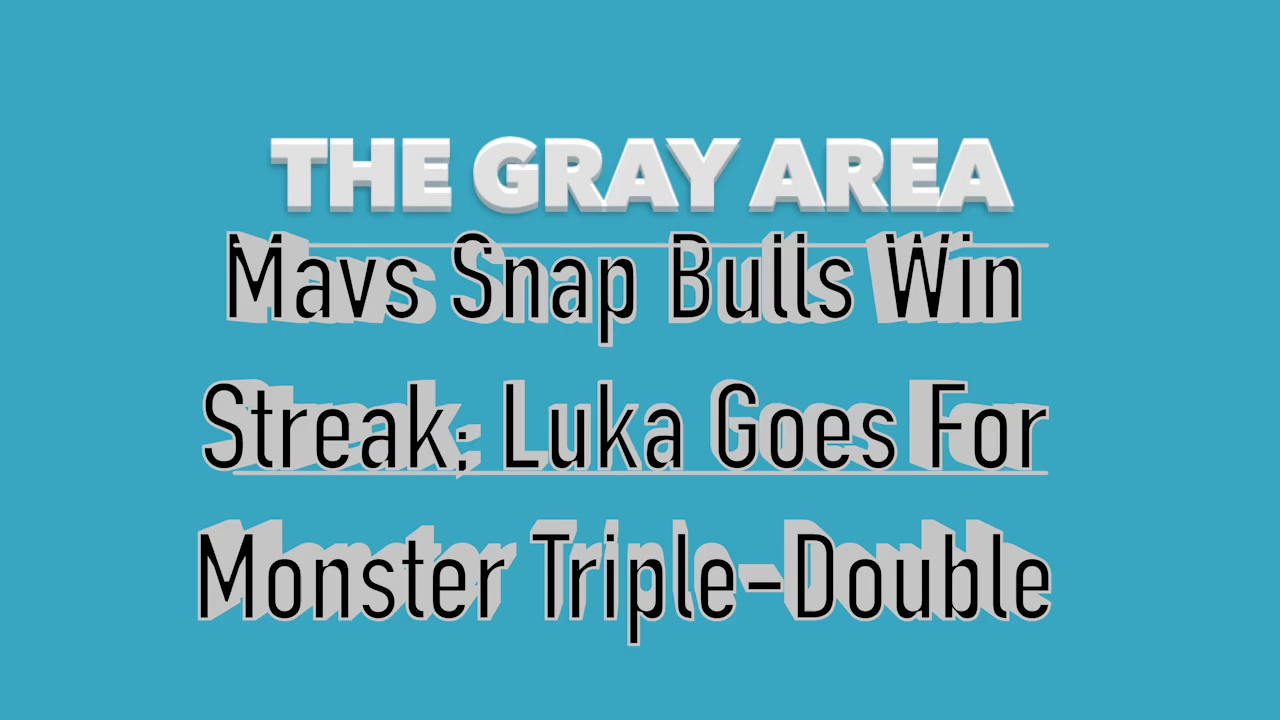 THE GRAY AREA
Mavs Snap Bulls Win
Streak; Luka Goes For
Monster Triple-Double